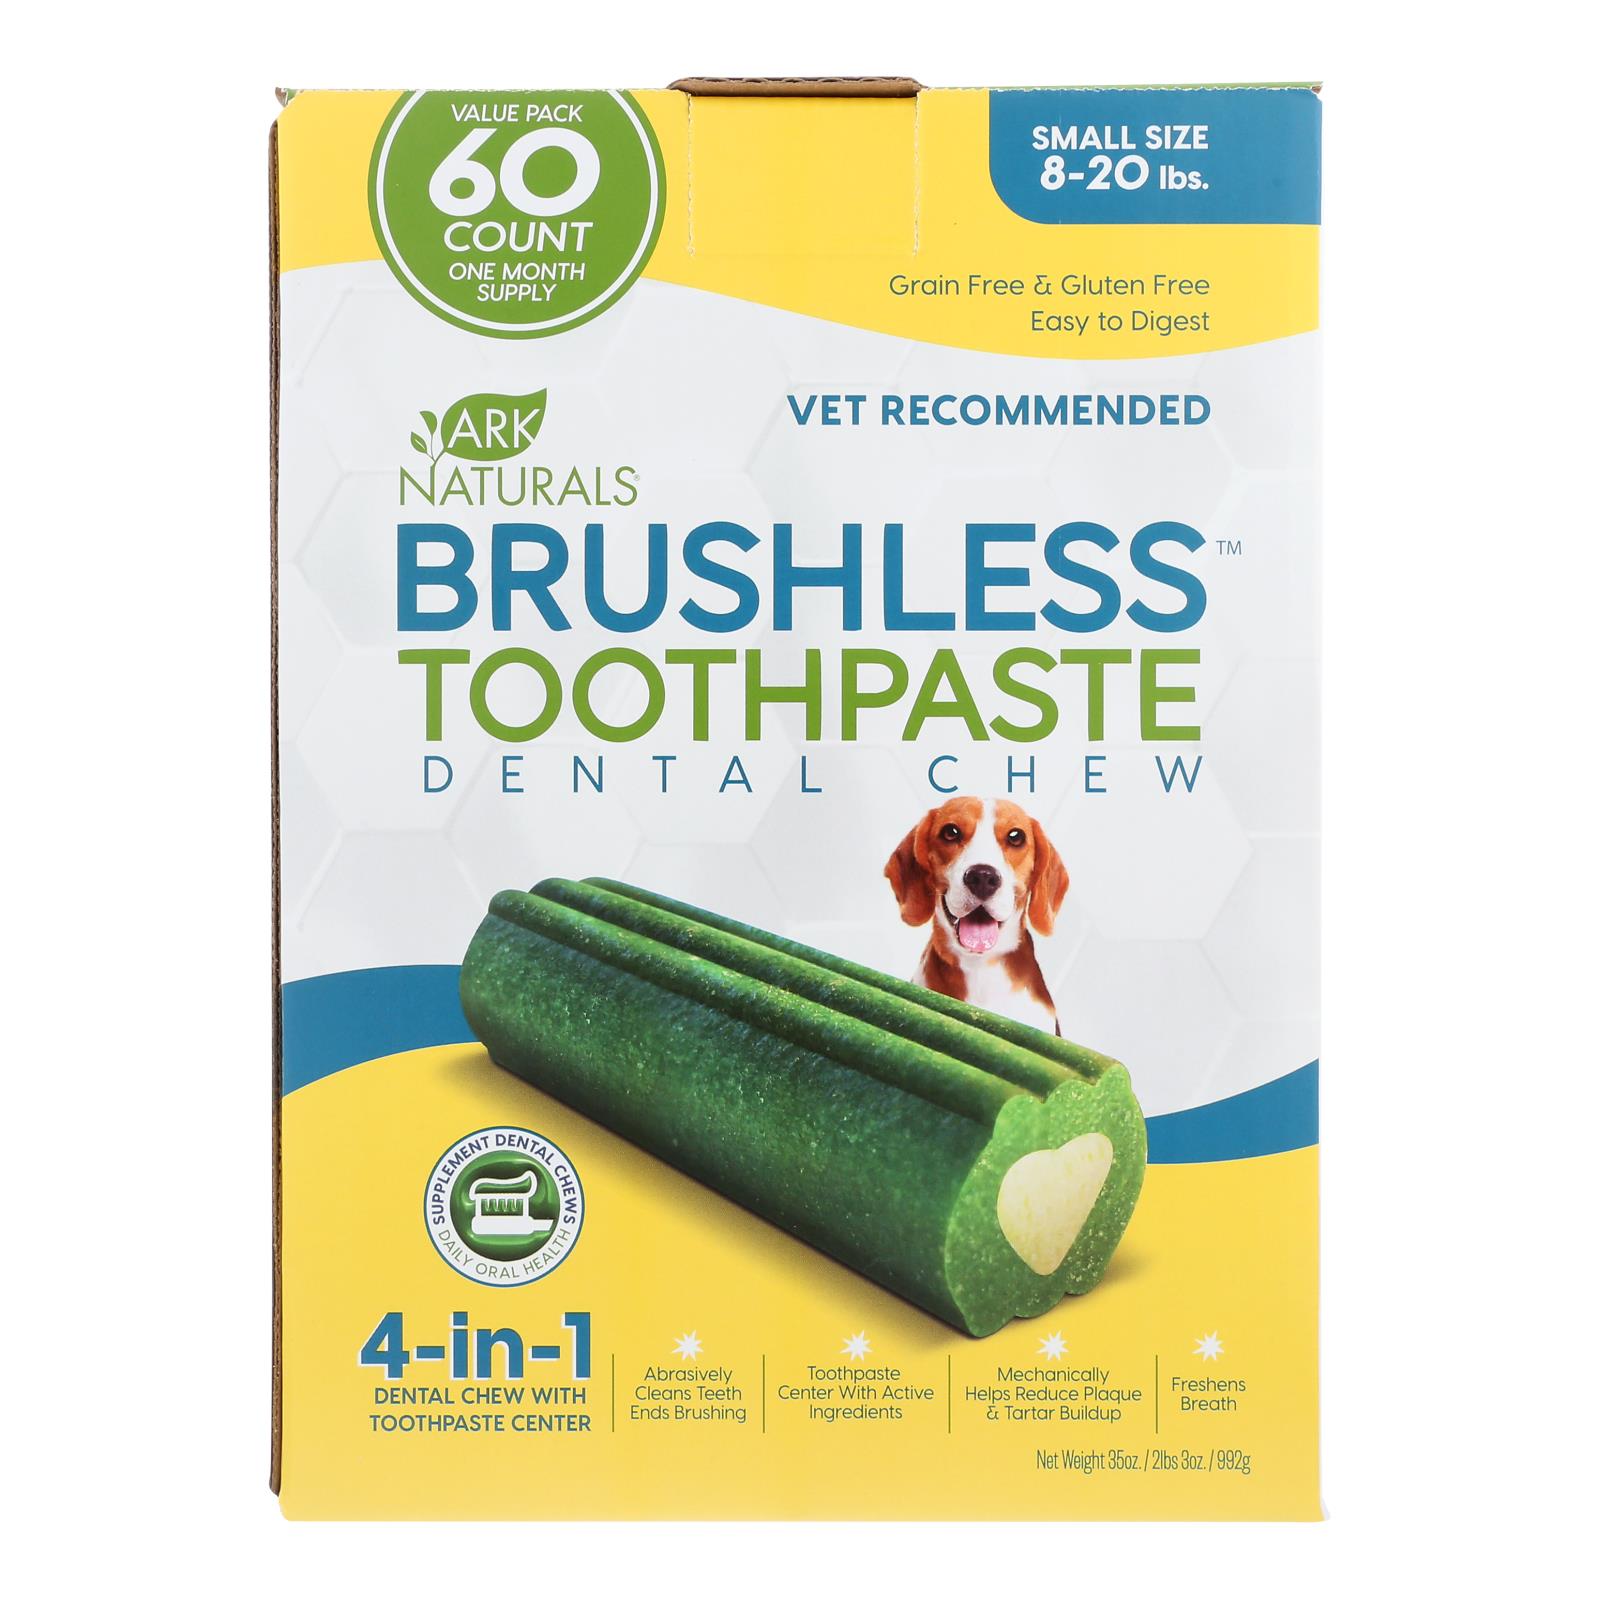 VALUE PACK
60
COUNT
ONE MONTH
SUPPLY
SMALL SIZE
8-20 lbs.
Grain Free & Gluten Free
Easy to Digest
VET RECOMMENDED
ARK
NATURALS®
BRUSHLESS™
TOOTHPASTE
DENTAL CHEW
SUPPLEMENT DENTAL CHEWS
DAILY ORAL HEALTH
4-in-1
DENTAL CHEW WITH
TOOTHPASTE CENTER
Abrasively
Cleans Teeth
Ends Brushing
Toothpaste
Center With Active
Ingredients
Mechanically
Helps Reduce Plaque
& Tartar Buildup
Freshens
Breath
Net Weight 35oz. / 2lbs 3oz. / 992g